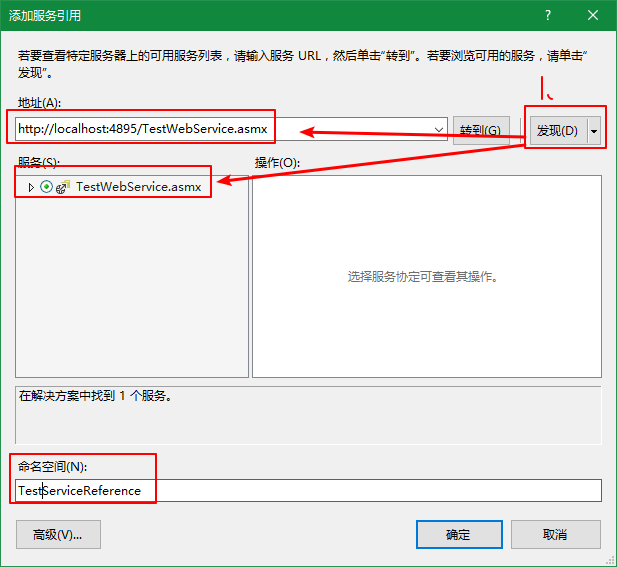 添加服务引用
若要查看特定服务器上的可用服务列表，请输入服务 URL，然后单击“转到”。若要浏览可用的服务，请单击“
发现”。
1、
地址(A):
http://localhost:4895/TestWebService.asmx
转到(G)
发现(D)
服务(S):
操作(O):
TestWebService.asmx
选择服务协定可查看其操作。
在解决方案中找到 1 个服务。
命名空间(N):
TestServiceReference
高级(V)...
确定
取消